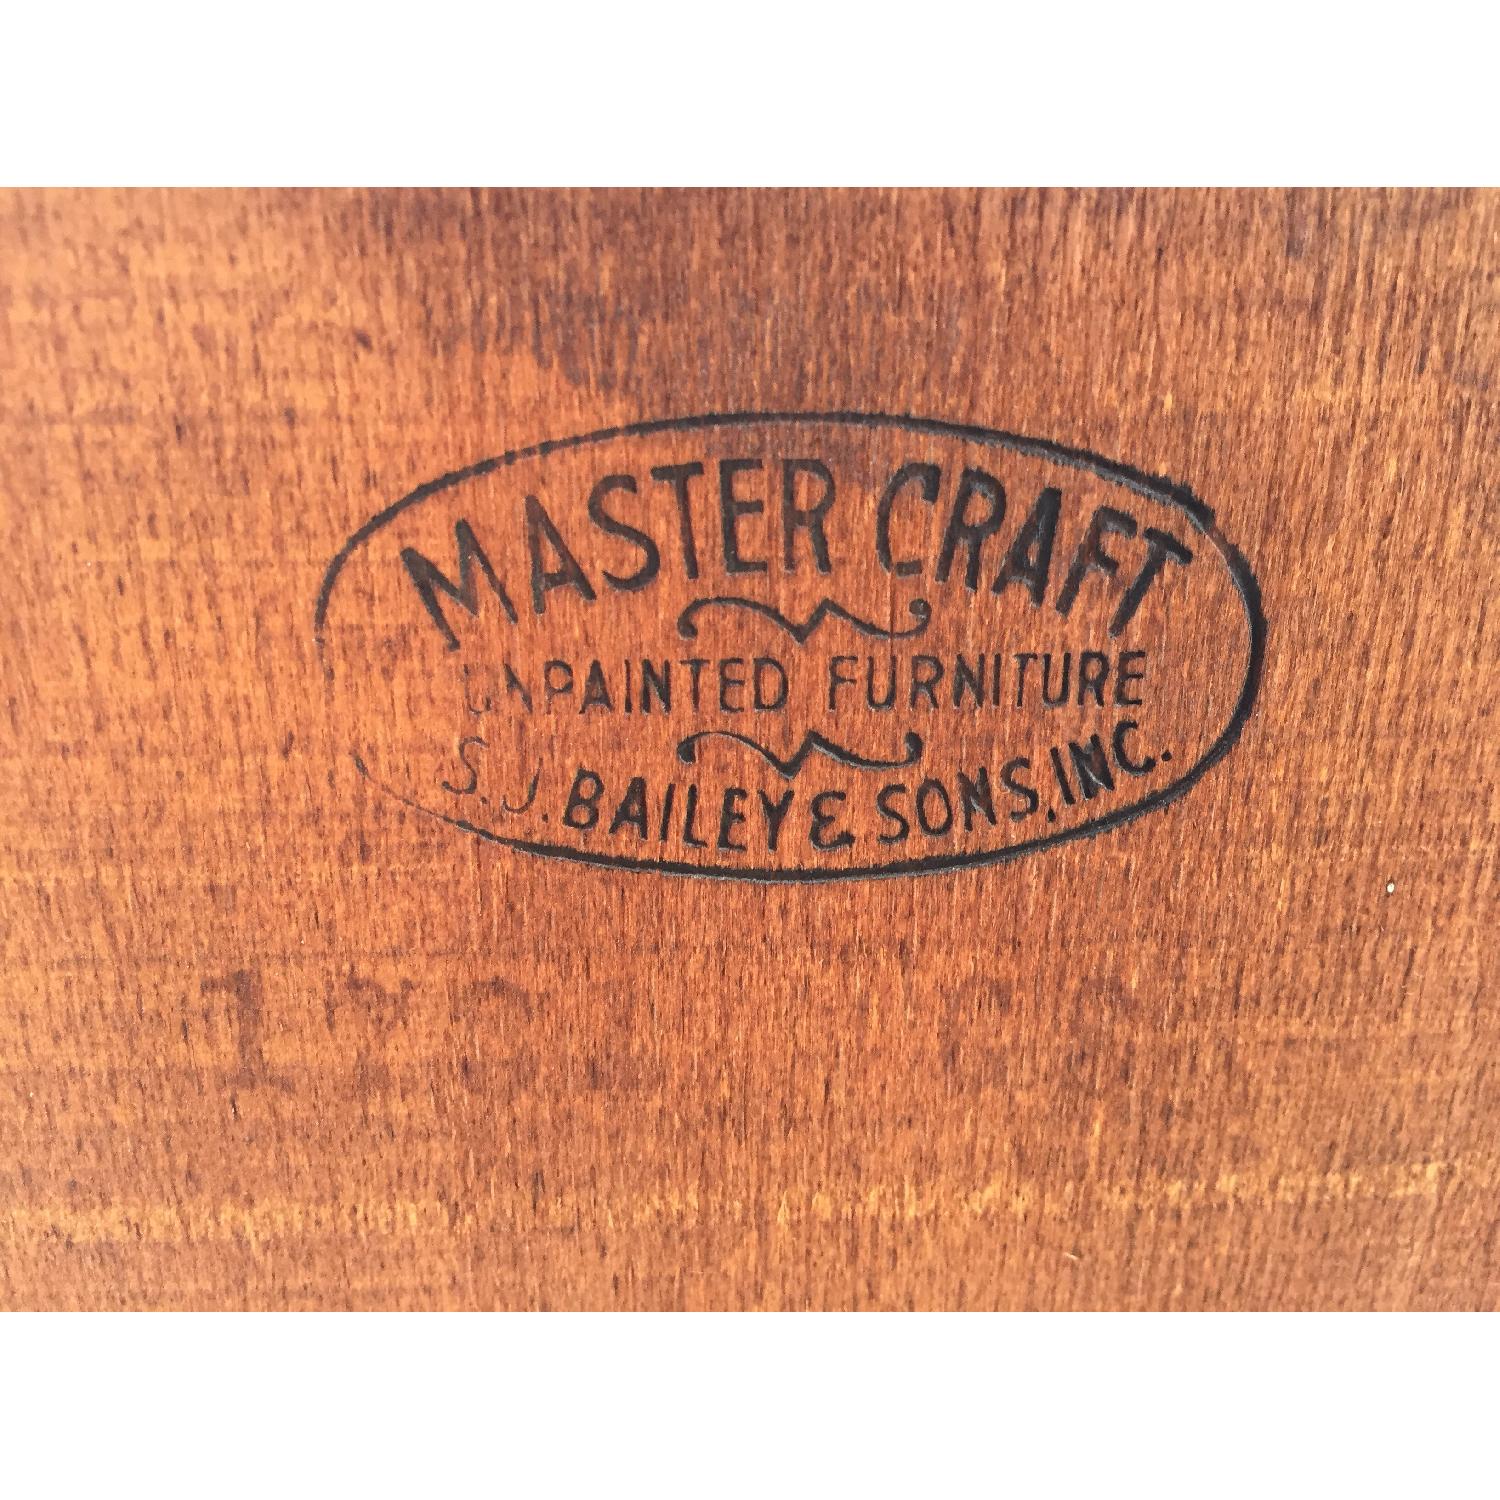 MASTER CRAFT
UNPAINTED FURNITURE
S. J. BAILEY & SONS, INC.